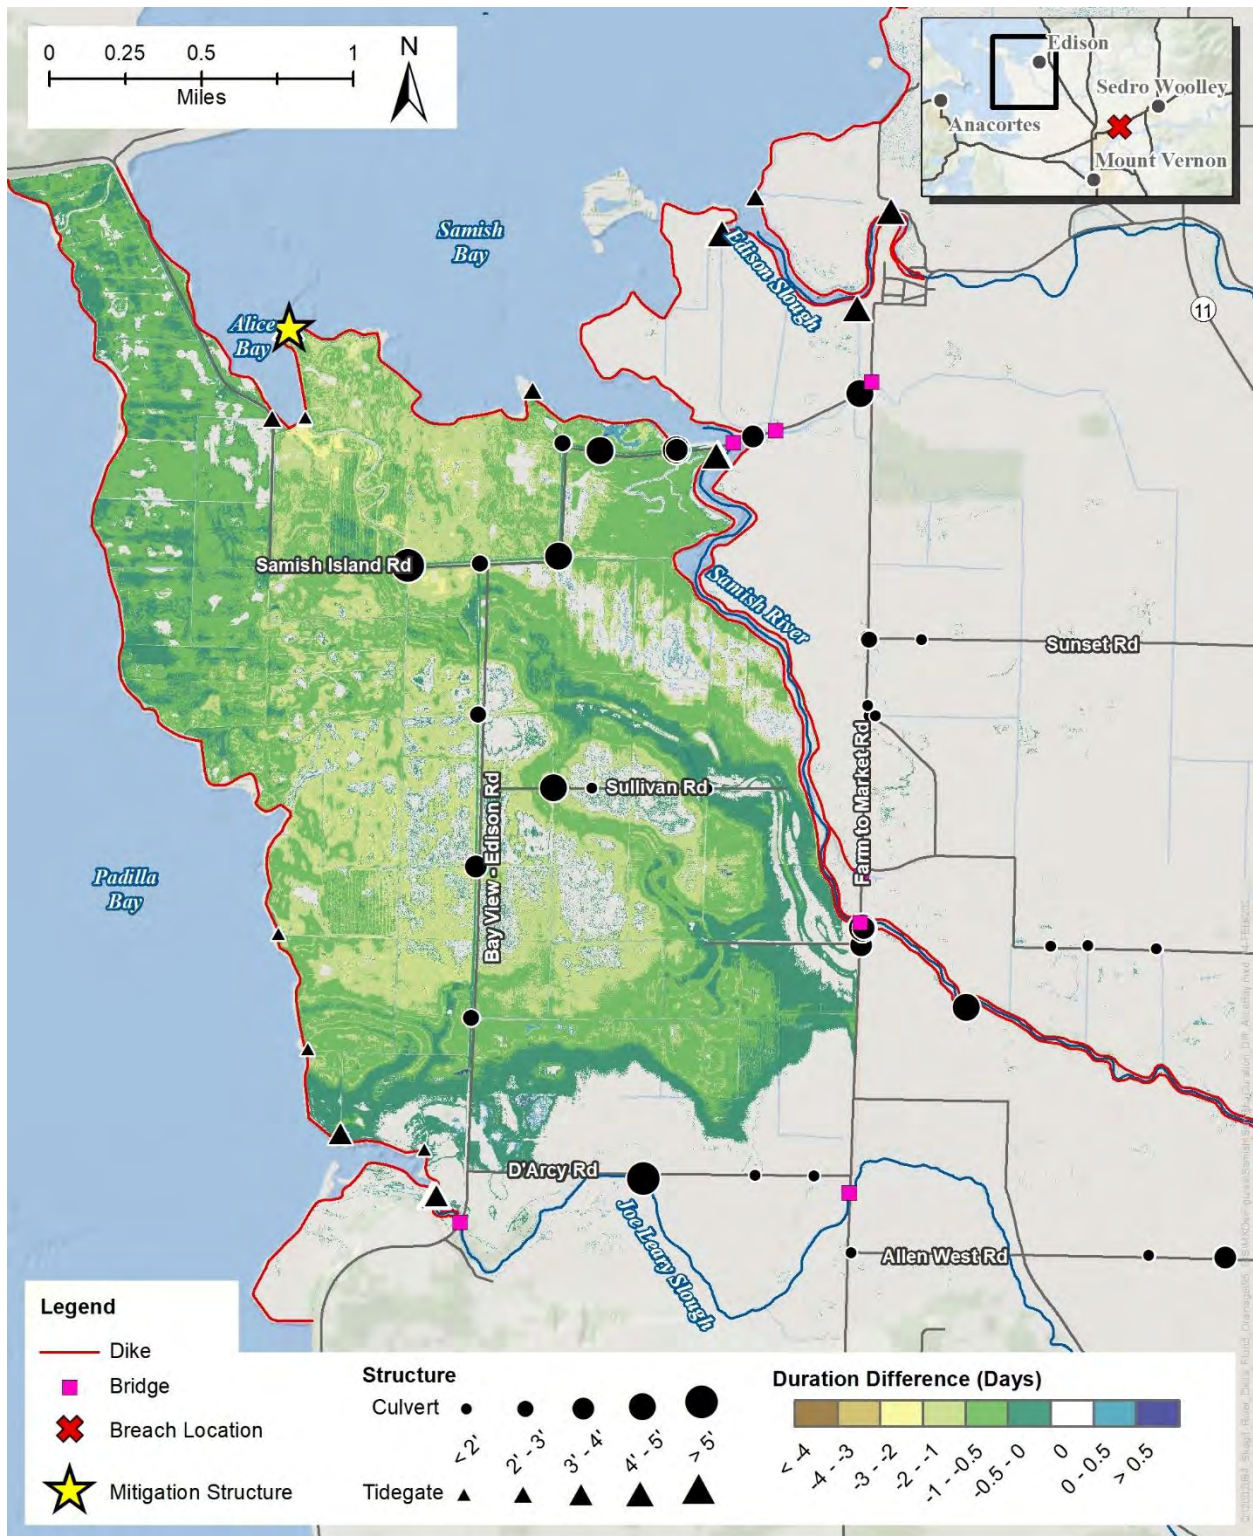 0 0.25 0.5 1
Miles
N
Edison
Sedro Woolley
Anacortes
Mount Vernon
Samish
Bay
Edison Slough
11
Alice
Bay
Samish Island Rd
Samish River
Sunset Rd
Farm to Market Rd
Sullivan Rd
Bay View - Edison Rd
Padilla
Bay
D'Arcy Rd
Joe Leary Slough
Allen West Rd
Legend
Dike
Bridge
Breach Location
Mitigation Structure
Structure
Culvert
< 2' 2' - 3' 3' - 4' 4' - 5' > 5'
Tidegate
Duration Difference (Days)
< -4 -4 - -3 -3 - -2 -2 - -1 -1 - -0.5 -0.5 - 0 0 0 - 0.5 > 0.5